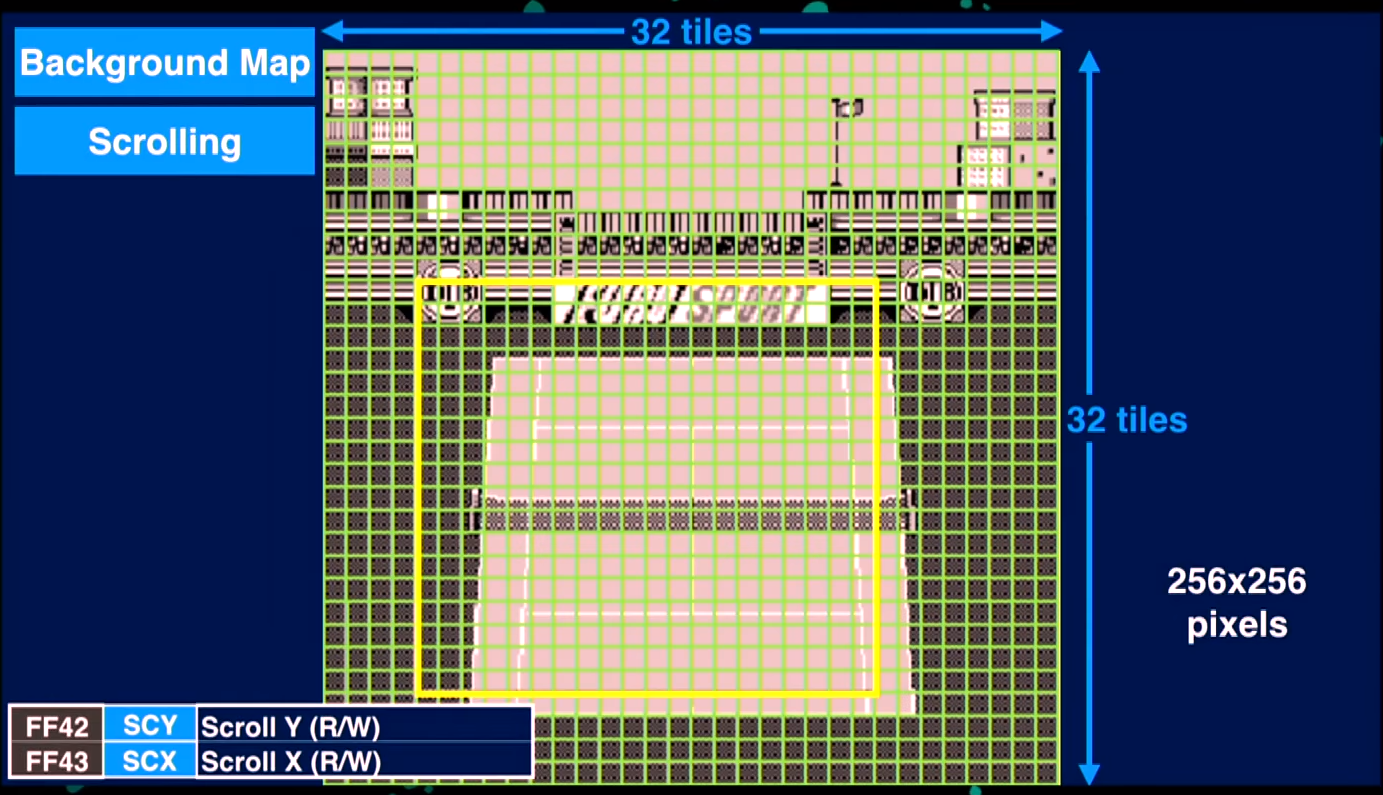 Background Map
Scrolling
32 tiles
32 tiles
256x256
pixels
FF42 SCY Scroll Y (R/W)
FF43 SCX Scroll X (R/W)